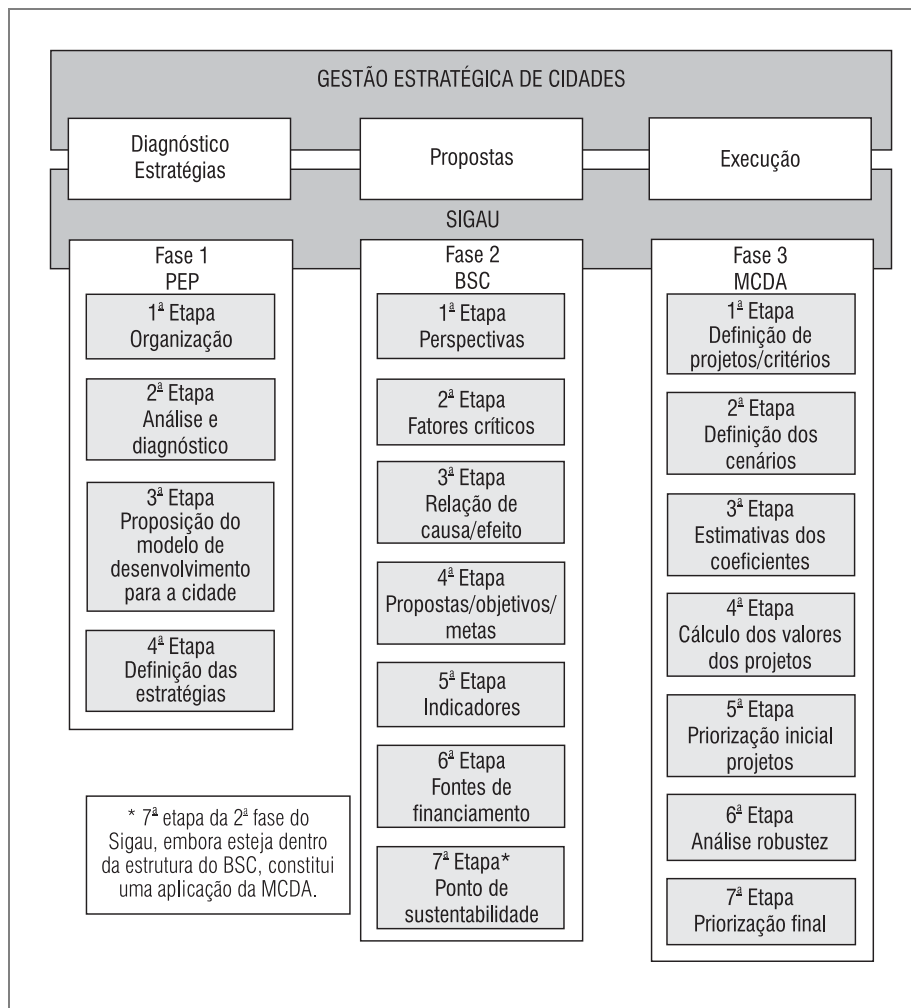 GESTÃO ESTRATÉGICA DE CIDADES
Diagnóstico
Estratégias
Propostas
Execução
SIGAU
Fase 1
PEP
1ª Etapa
Organização
2ª Etapa
Análise e
diagnóstico
3ª Etapa
Proposição do
modelo de
desenvolvimento
para a cidade
4ª Etapa
Definição das
estratégias
* 7ª etapa da 2ª fase do
Sigau, embora esteja dentro
da estrutura do BSC, constitui
uma aplicação da MCDA.
Fase 2
BSC
1ª Etapa
Perspectivas
2ª Etapa
Fatores críticos
3ª Etapa
Relação de
causa/efeito
4ª Etapa
Propostas/objetivos/
metas
5ª Etapa
Indicadores
6ª Etapa
Fontes de
financiamento
7ª Etapa*
Ponto de
sustentabilidade
Fase 3
MCDA
1ª Etapa
Definição de
projetos/critérios
2ª Etapa
Definição dos
cenários
3ª Etapa
Estimativas dos
coeficientes
4ª Etapa
Cálculo dos valores
dos projetos
5ª Etapa
Priorização inicial
projetos
6ª Etapa
Análise robustez
7ª Etapa
Priorização final